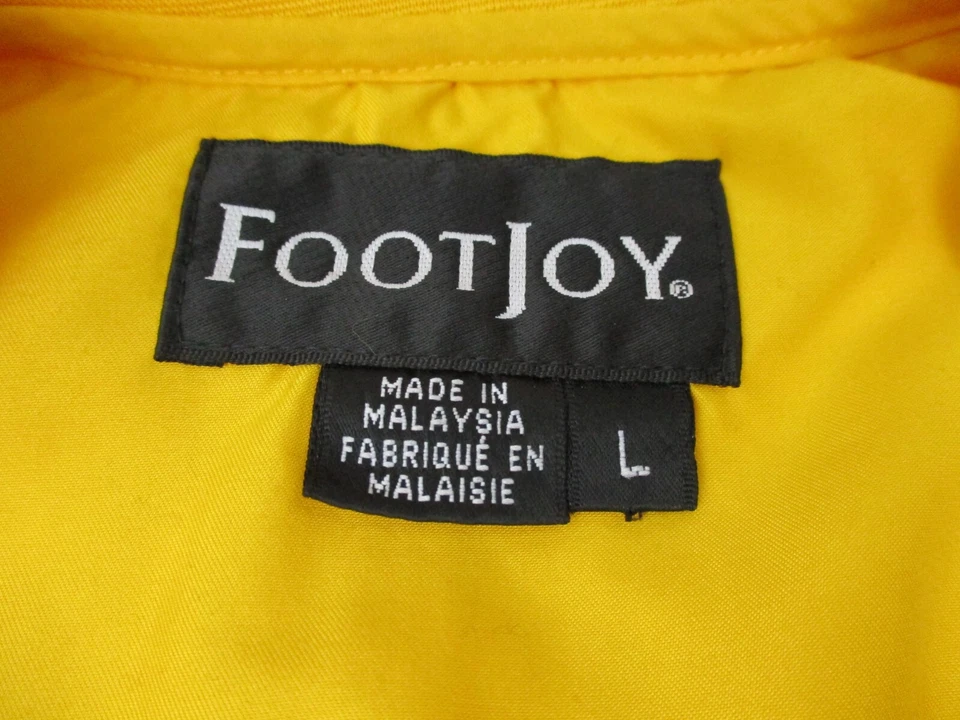 FOOTJOY®
MADE IN
MALAYSIA
FABRIQUÉ EN
MALAISIE
L